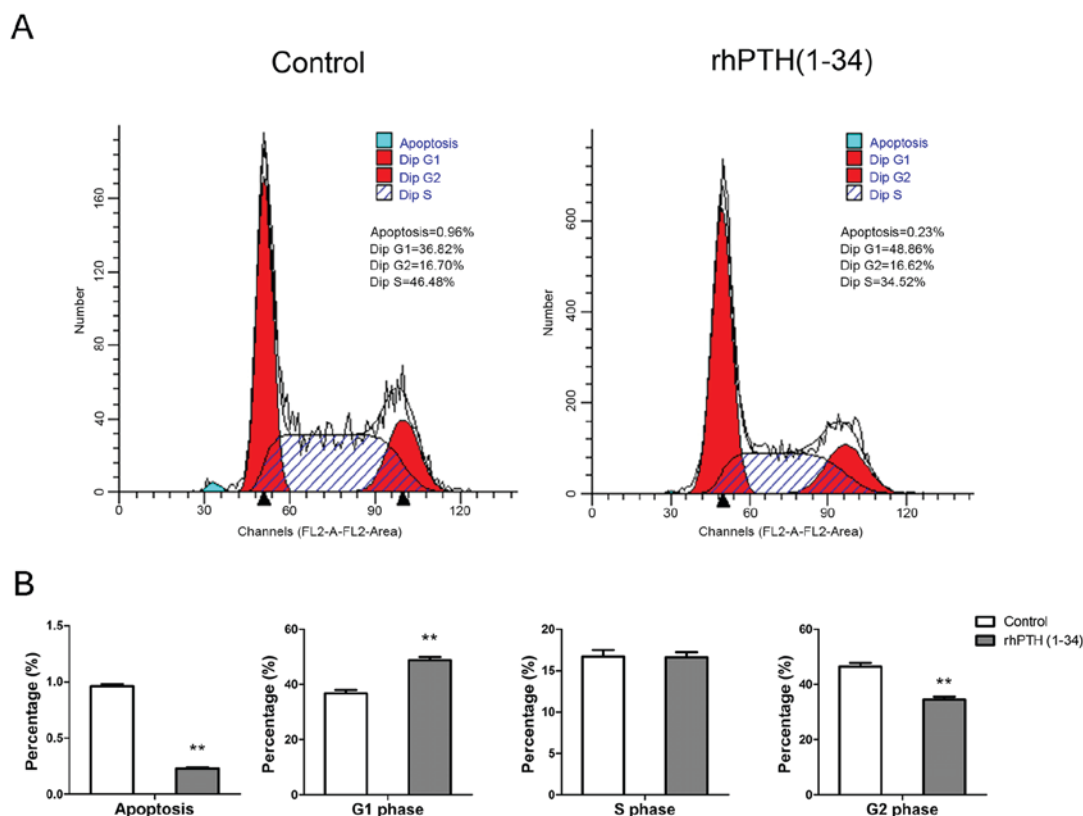 A
Control
rhPTH(1-34)
Apoptosis
Dip G1
Dip G2
Dip S
Apoptosis=0.96%
Dip G1=36.82%
Dip G2=16.70%
Dip S=46.48%
Number
0
40
80
120
160
0
30
60
90
120
Channels (FL2-A-FL2-Area)
Apoptosis
Dip G1
Dip G2
Dip S
Apoptosis=0.23%
Dip G1=48.86%
Dip G2=16.62%
Dip S=34.52%
Number
0
200
400
600
0
30
60
90
120
Channels (FL2-A-FL2-Area)
B
Percentage (%)
1.5
1.0
0.5
0.0
**
Apoptosis
Percentage (%)
60
40
20
0
**
G1 phase
Percentage (%)
20
15
10
5
0
S phase
Percentage (%)
60
40
20
0
**
G2 phase
Control
rhPTH (1-34)